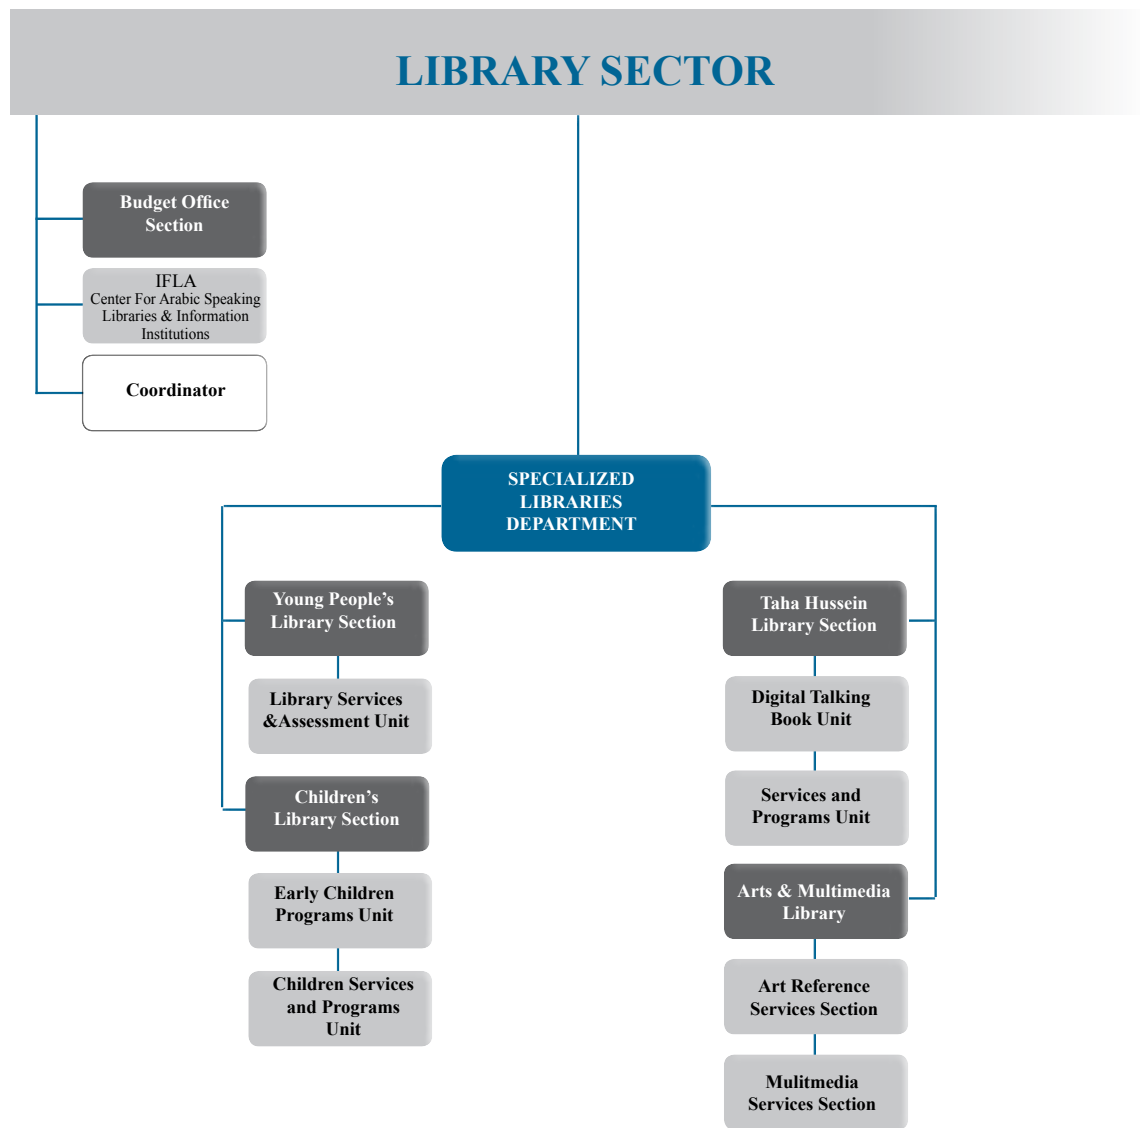 LIBRARY SECTOR
Budget Office
Section
IFLA
Center For Arabic Speaking
Libraries & Information
Institutions
Coordinator
SPECIALIZED
LIBRARIES
DEPARTMENT
Young People’s
Library Section
Library Services
&Assessment Unit
Children’s
Library Section
Early Children
Programs Unit
Children Services
and Programs
Unit
Taha Hussein
Library Section
Digital Talking
Book Unit
Services and
Programs Unit
Arts & Multimedia
Library
Art Reference
Services Section
Mulitmedia
Services Section